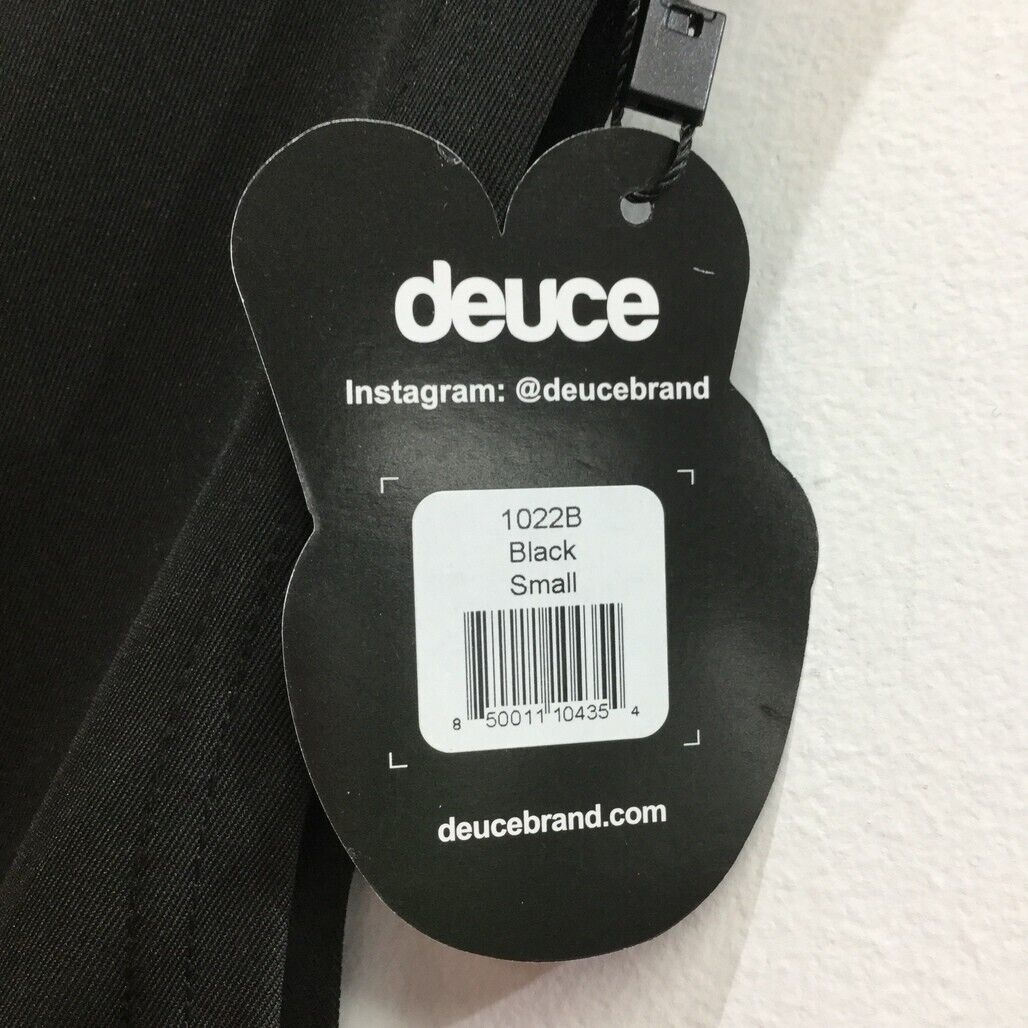 deuce
Instagram: @deucebrand
1022B
Black
Small
8 50011 10435 4
deucebrand.com